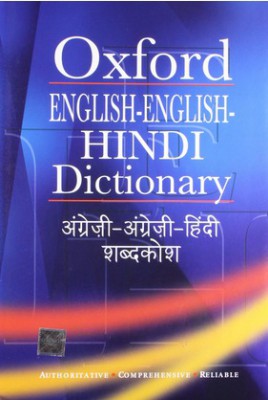 Oxford
ENGLISH-ENGLISH-
HINDI
Dictionary
अंग्रेज़ी-अंग्रेज़ी-हिंदी
शब्दकोश
AUTHORITATIVE • COMPREHENSIVE • RELIABLE